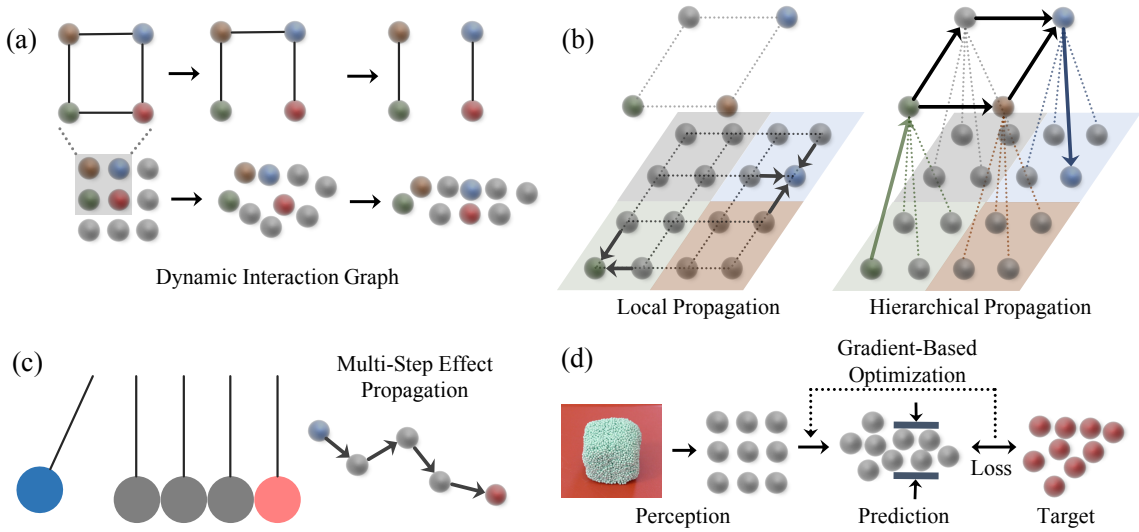 (a)
Dynamic Interaction Graph
(b)
Local Propagation
Hierarchical Propagation
(c)
Multi-Step Effect
Propagation
(d)
Gradient-Based
Optimization
Loss
Perception
Prediction
Target